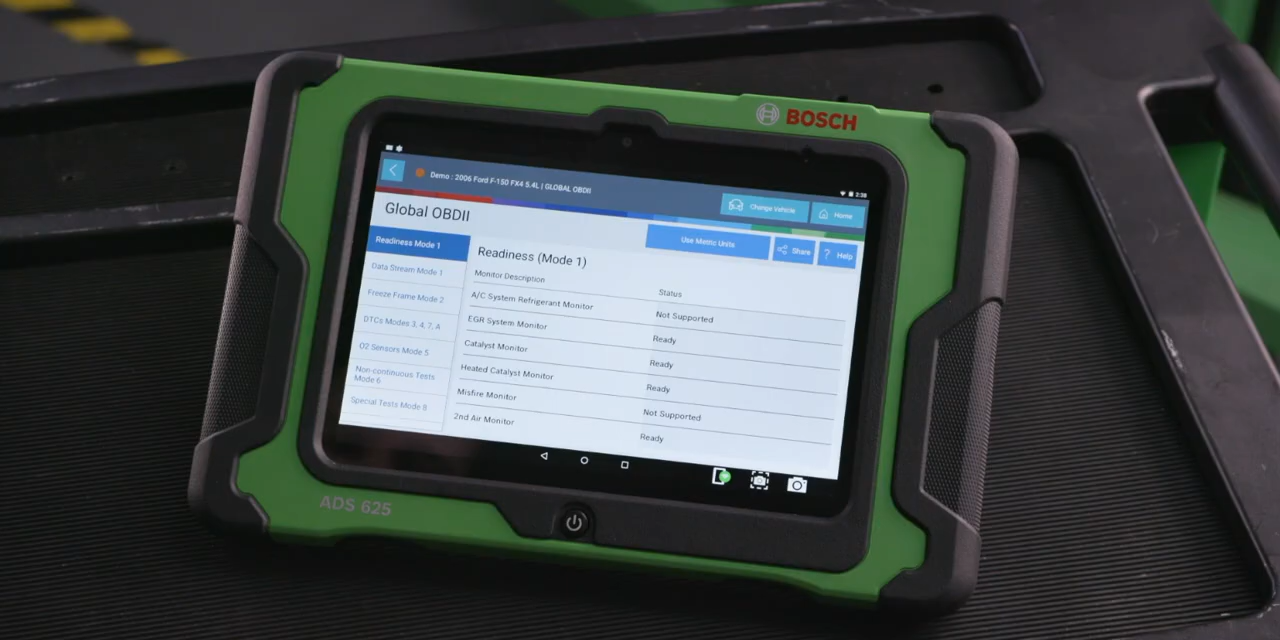 BOSCH
2:38
Demo : 2006 Ford F-150 FX4 5.4L | GLOBAL OBDII
Change Vehicle
Home
Global OBDII
Use Metric Units
Share
? Help
Readiness Mode 1
Data Stream Mode 1
Freeze Frame Mode 2
DTCs Modes 3, 4, 7, A
O2 Sensors Mode 5
Non-continuous Tests
Mode 6
Special Tests Mode 8
Readiness (Mode 1)
Monitor Description Status
A/C System Refrigerant Monitor Not Supported
EGR System Monitor Ready
Catalyst Monitor Ready
Heated Catalyst Monitor Ready
Misfire Monitor Not Supported
2nd Air Monitor Ready
ADS 625